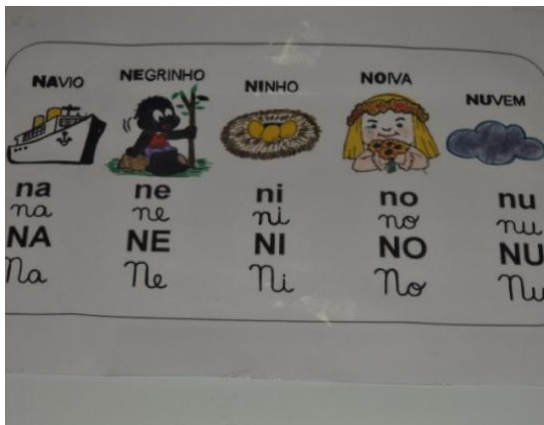 NAVIO NEGRINHO NINHO NOIVA NUVEM
na ne ni no nu
na ne ni no nu
NA NE NI NO NU
Na Ne Ni No Nu